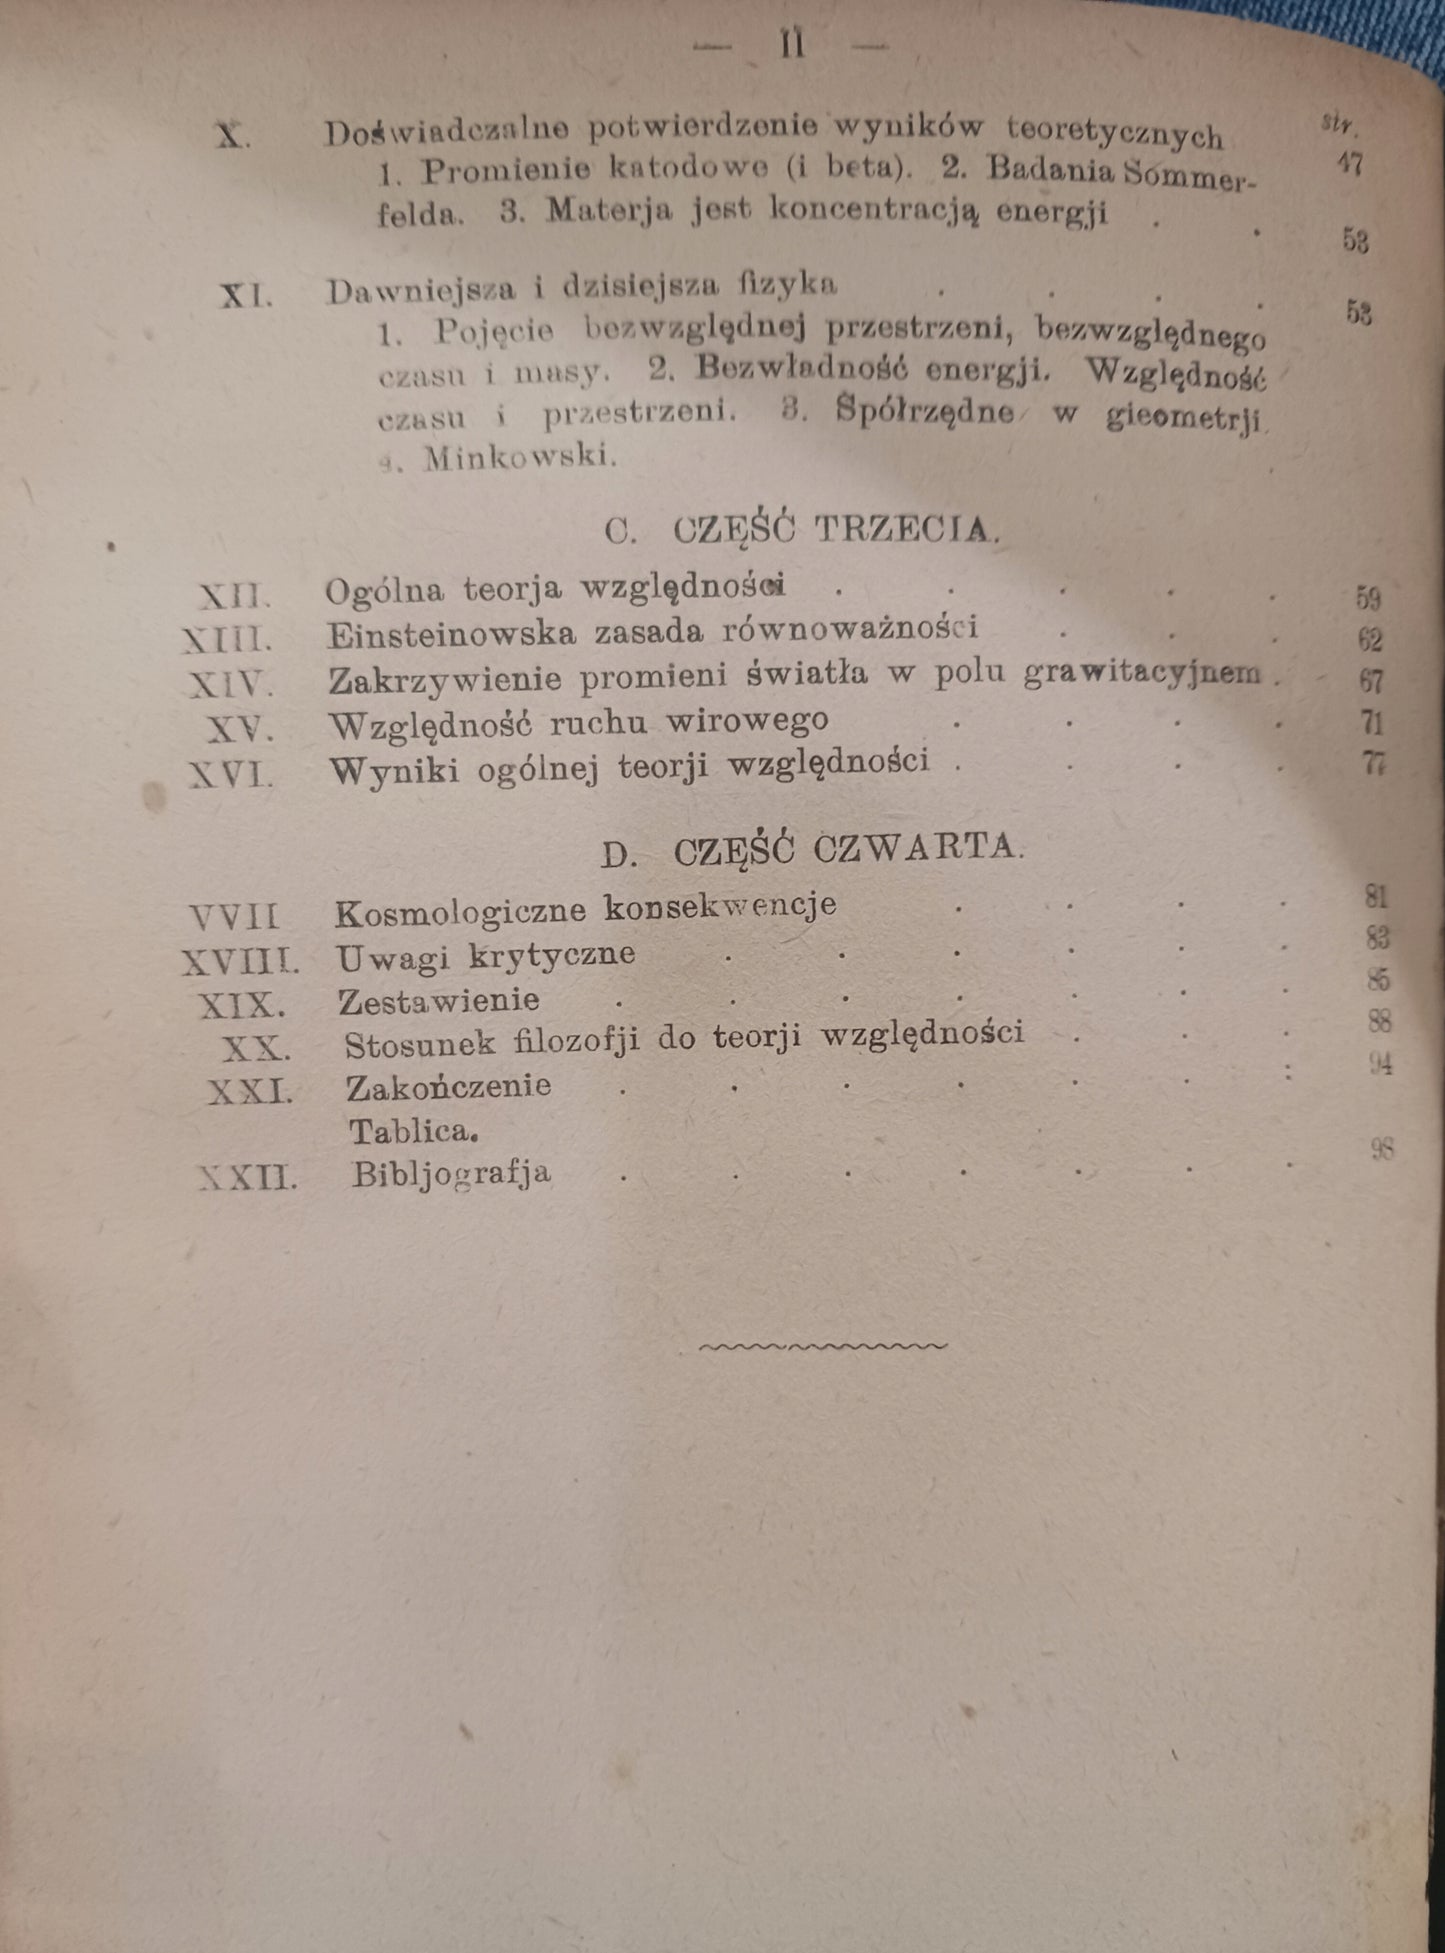 — II —
str.
X. Doświadczalne potwierdzenie wyników teoretycznych 47
1. Promienie katodowe (i beta). 2. Badania Sommer-
felda. 3. Materja jest koncentracją energji . . 53
XI. Dawniejsza i dzisiejsza fizyka . . . . 53
1. Pojęcie bezwzględnej przestrzeni, bezwzględnego
czasu i masy. 2. Bezwładność energji. Względność
czasu i przestrzeni. 3. Spółrzędne w gieometrji
Minkowski.
C. CZĘŚĆ TRZECIA.
XII. Ogólna teorja względności . . . . . 59
XIII. Einsteinowska zasada równoważności . . . 62
XIV. Zakrzywienie promieni światła w polu grawitacyjnem . 67
XV. Względność ruchu wirowego . . . . 71
XVI. Wyniki ogólnej teorji względności . . . . 77
D. CZĘŚĆ CZWARTA.
VVII Kosmologiczne konsekwencje . . . . 81
XVIII. Uwagi krytyczne . . . . . . 83
XIX. Zestawienie . . . . . . . 85
XX. Stosunek filozofji do teorji względności . . . 88
XXI. Zakończenie . . . . . . : 94
Tablica.
XXII. Bibljografja . . . . . . . 98